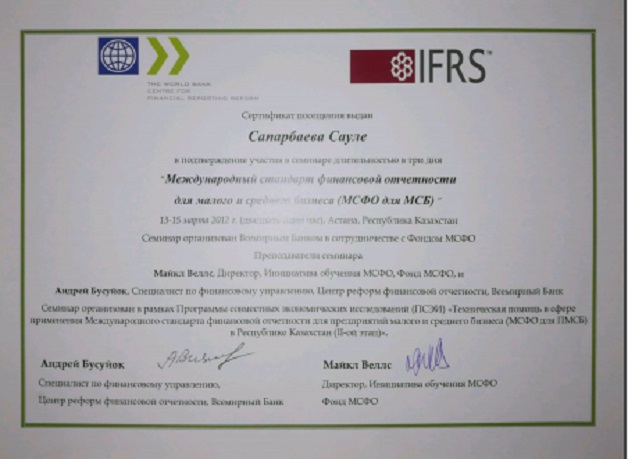 THE WORLD BANK
CENTRE FOR
FINANCIAL REPORTING REFORM
IFRS™
Сертификат посещения выдан
Сапарбаева Сауле
в подтверждение участия в семинаре длительностью в три дня
"Международный стандарт финансовой отчетности
для малого и среднего бизнеса (МСФО для МСБ) "
13-15 марта 2012 г. Астана, Республика Казахстан
Семинар организован Всемирным Банком в сотрудничестве с Фондом МСФО
Преподаватели семинара
Майкл Веллс, Директор, Инициатива обучения МСФО, Фонд МСФО, и
Андрей Бусуйок, Специалист по финансовому управлению, Центр реформ финансовой отчетности, Всемирный Банк
Семинар организован в рамках Программы совместных экономических исследований (ПСЭИ) «Техническая помощь в сфере
применения Международного стандарта финансовой отчетности для предприятий малого и среднего бизнеса (МСФО для ПМСБ)
в Республике Казахстан (II-ой этап)».
Андрей Бусуйок
Майкл Веллс
Специалист по финансовому управлению,
Директор, Инициатива обучения МСФО
Центр реформ финансовой отчетности, Всемирный Банк
Фонд МСФО